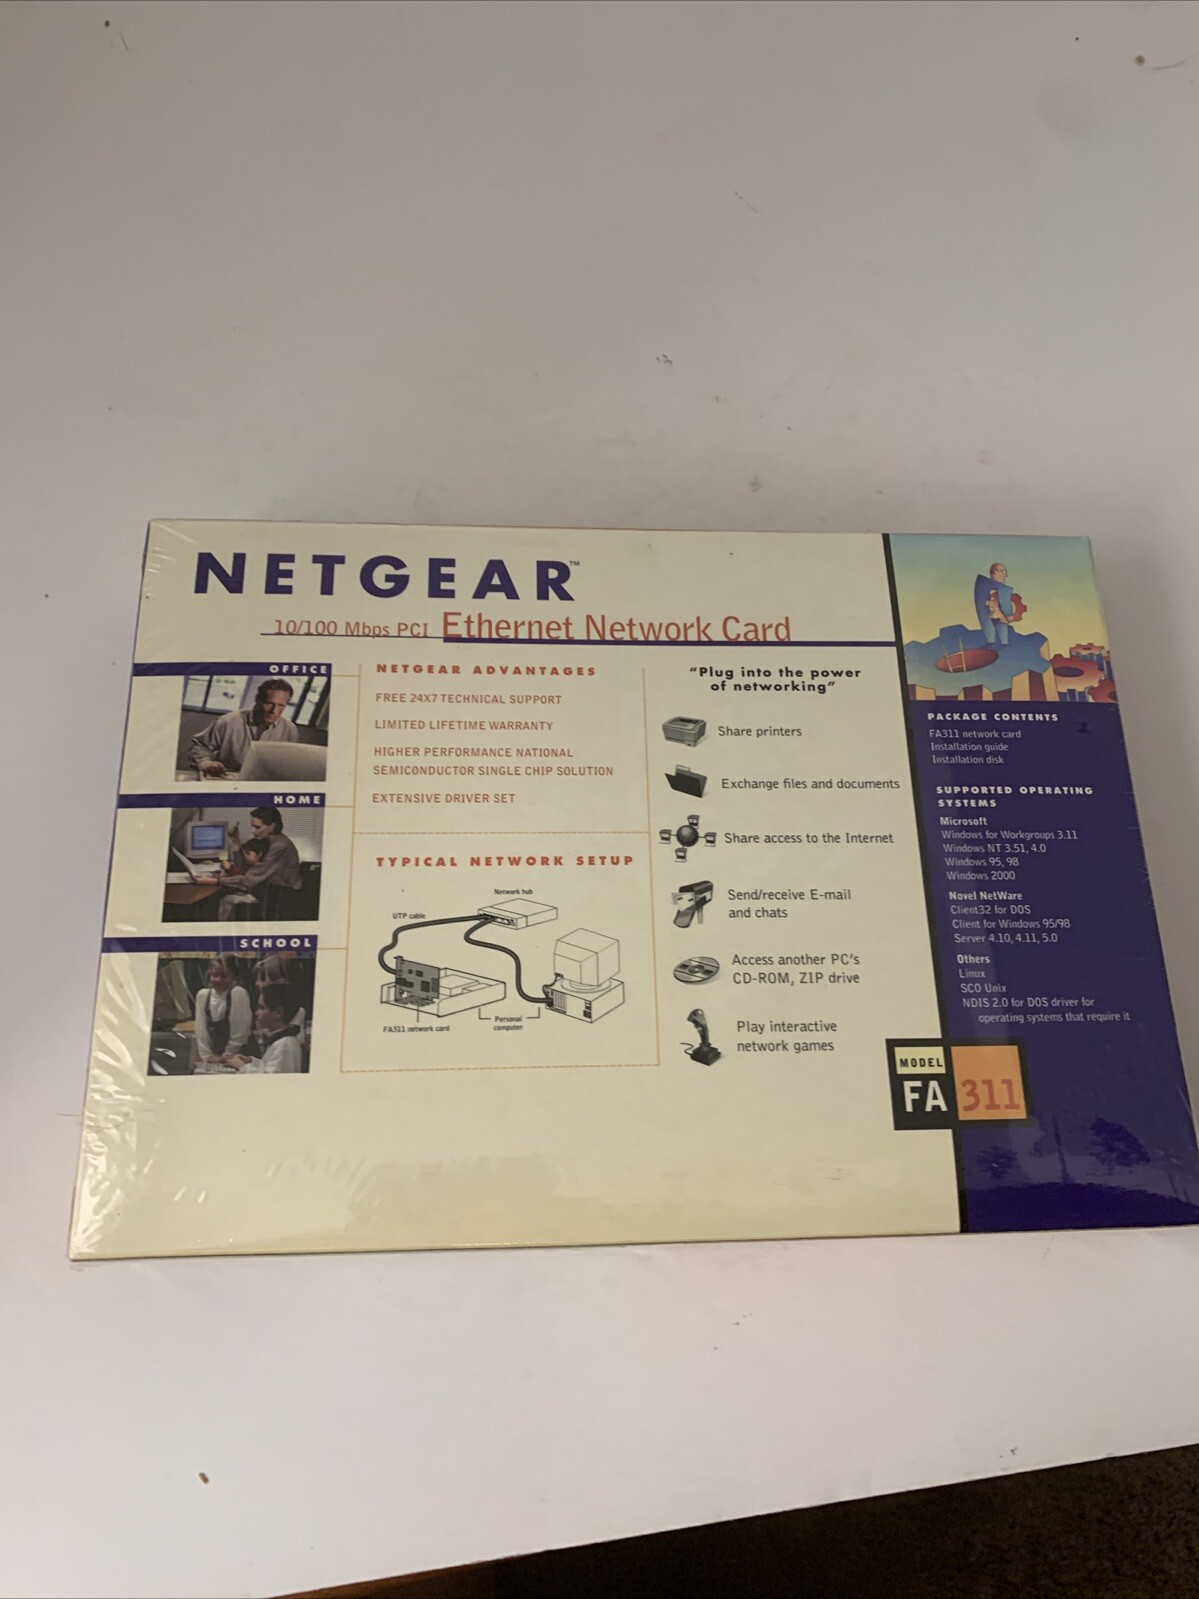 NETGEAR™
10/100 Mbps PCI Ethernet Network Card
OFFICE
HOME
SCHOOL
NETGEAR ADVANTAGES
FREE 24X7 TECHNICAL SUPPORT
LIMITED LIFETIME WARRANTY
HIGHER PERFORMANCE NATIONAL
SEMICONDUCTOR SINGLE CHIP SOLUTION
EXTENSIVE DRIVER SET
TYPICAL NETWORK SETUP
Network hub
UTP cable
FA311 network card
Personal
computer
"Plug into the power
of networking"
Share printers
Exchange files and documents
Share access to the Internet
Send/receive E-mail
and chats
Access another PC's
CD-ROM, ZIP drive
Play interactive
network games
PACKAGE CONTENTS
FA311 network card
Installation guide
Installation disk
SUPPORTED OPERATING
SYSTEMS
Microsoft
Windows for Workgroups 3.11
Windows NT 3.51, 4.0
Windows 95, 98
Windows 2000
Novel NetWare
Client32 for DOS
Client for Windows 95/98
Server 4.10, 4.11, 5.0
Others
Linux
SCO Unix
NDIS 2.0 for DOS driver for
operating systems that require it
MODEL
FA 311